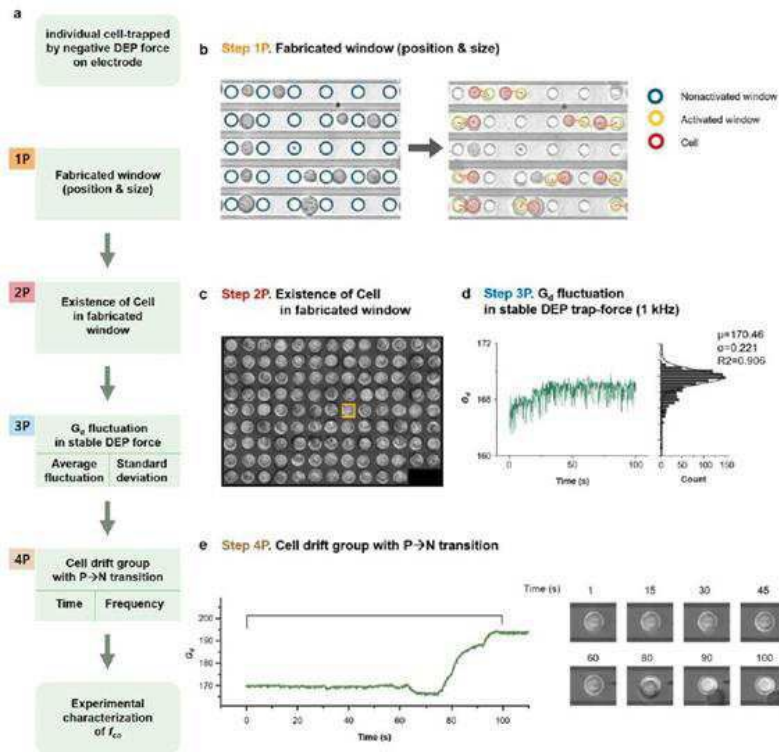 a
individual cell-trapped
by negative DEP force
on electrode
1P
Fabricated window
(position & size)
2P
Existence of Cell
in fabricated
window
3P
Gd fluctuation
in stable DEP force
Average
fluctuation
Standard
deviation
4P
Cell drift group
with P→N transition
Time
Frequency
Experimental
characterization
of fco
b
Step 1P. Fabricated window (position & size)
Nonactivated window
Activated window
Cell
c
Step 2P. Existence of Cell
in fabricated window
d
Step 3P. Gd fluctuation
in stable DEP trap-force (1 kHz)
172
168
160
Gd
0 50 100
Time (s)
μ=170.46
σ=0.221
R2=0.906
0 50 100 150
Count
e
Step 4P. Cell drift group with P→N transition
200
190
180
170
Gd
0 20 40 60 80 100
Time (s)
Time (s) 1 15 30 45
60 80 90 100